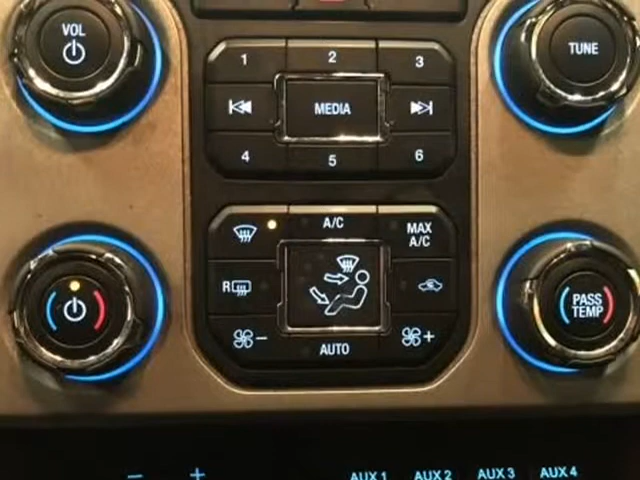 VOL
TUNE
1 2 3
MEDIA
4 5 6
A/C
MAX
A/C
R
PASS
TEMP
−
+
AUTO
− +
AUX 1 AUX 2 AUX 3 AUX 4